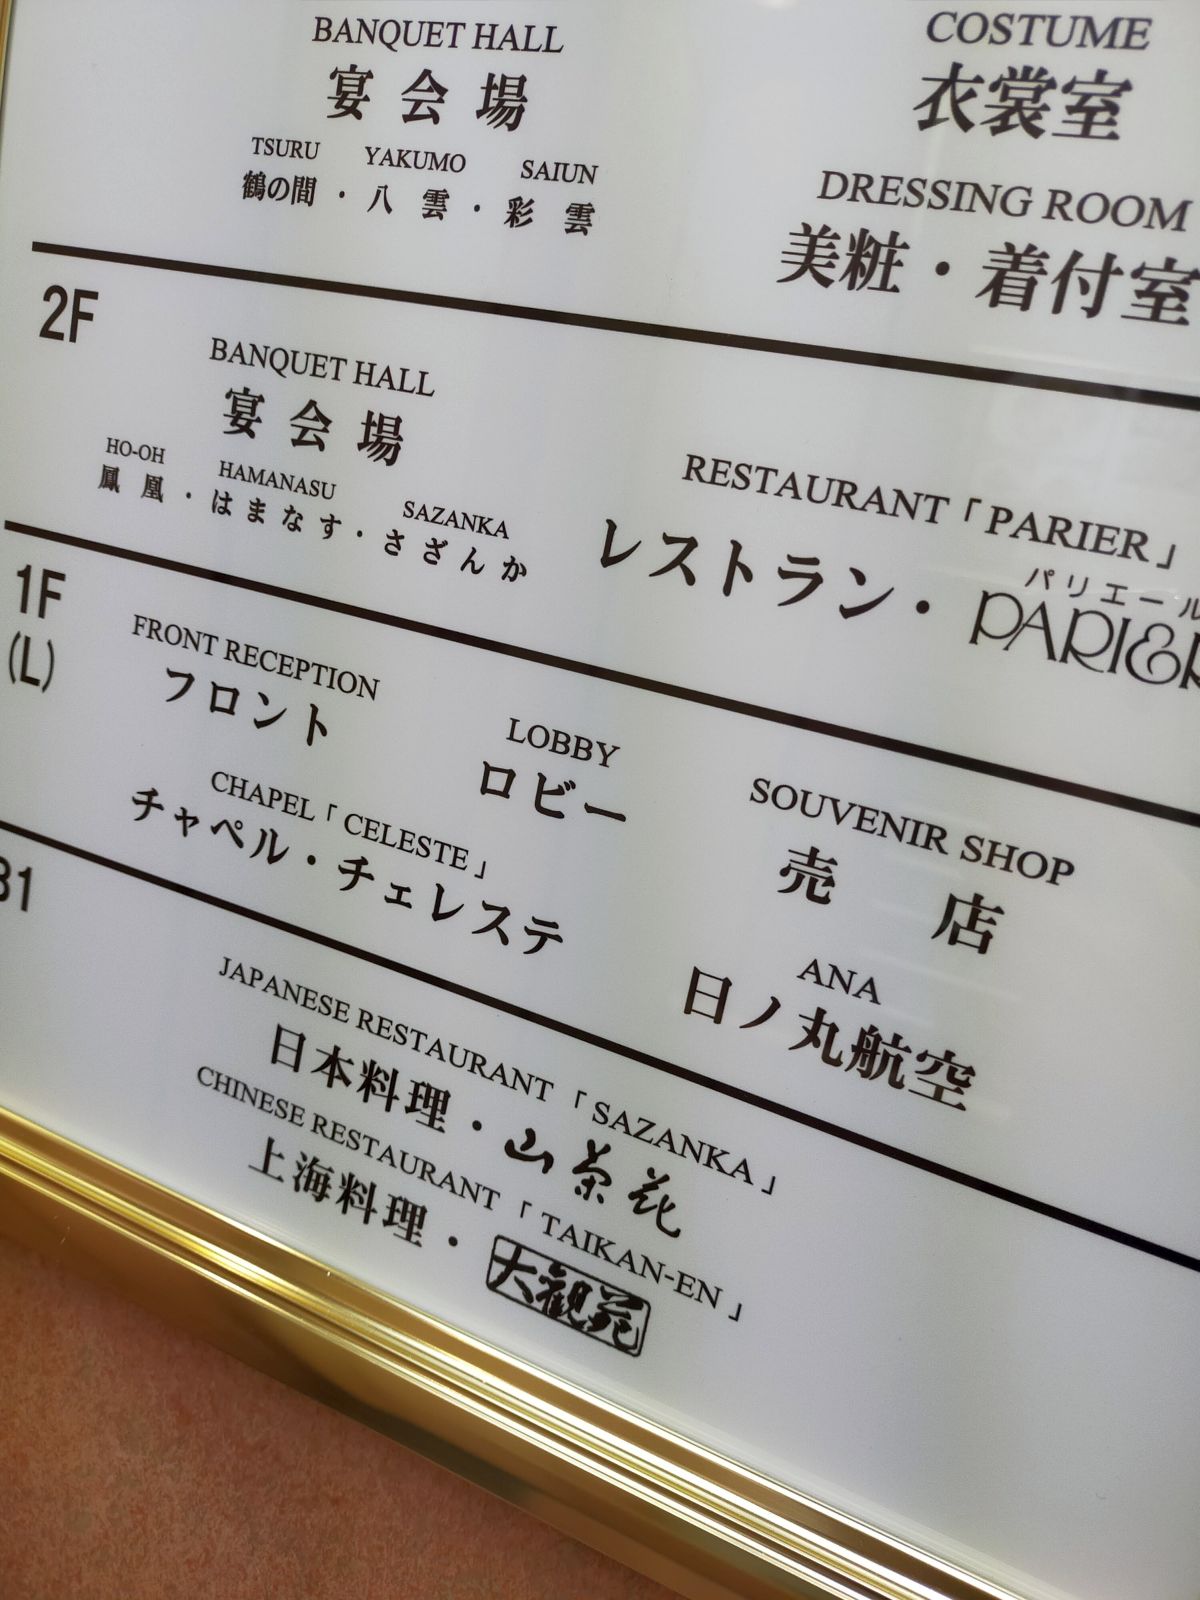 BANQUET HALL
宴会場
TSURU YAKUMO SAIUN
鶴の間・八雲・彩雲
COSTUME
衣裳室
DRESSING ROOM
美粧・着付室
2F
BANQUET HALL
宴会場
HO-OH HAMANASU SAZANKA
鳳凰・はまなす・さざんか
RESTAURANT「PARIER」
パリエール
レストラン・PARIER
1F
(L)
FRONT RECEPTION
フロント
LOBBY
ロビー
SOUVENIR SHOP
売店
CHAPEL「CELESTE」
チャペル・チェレステ
ANA
日ノ丸航空
B1
JAPANESE RESTAURANT「SAZANKA」
日本料理・山茶花
CHINESE RESTAURANT「TAIKAN-EN」
上海料理・大観苑